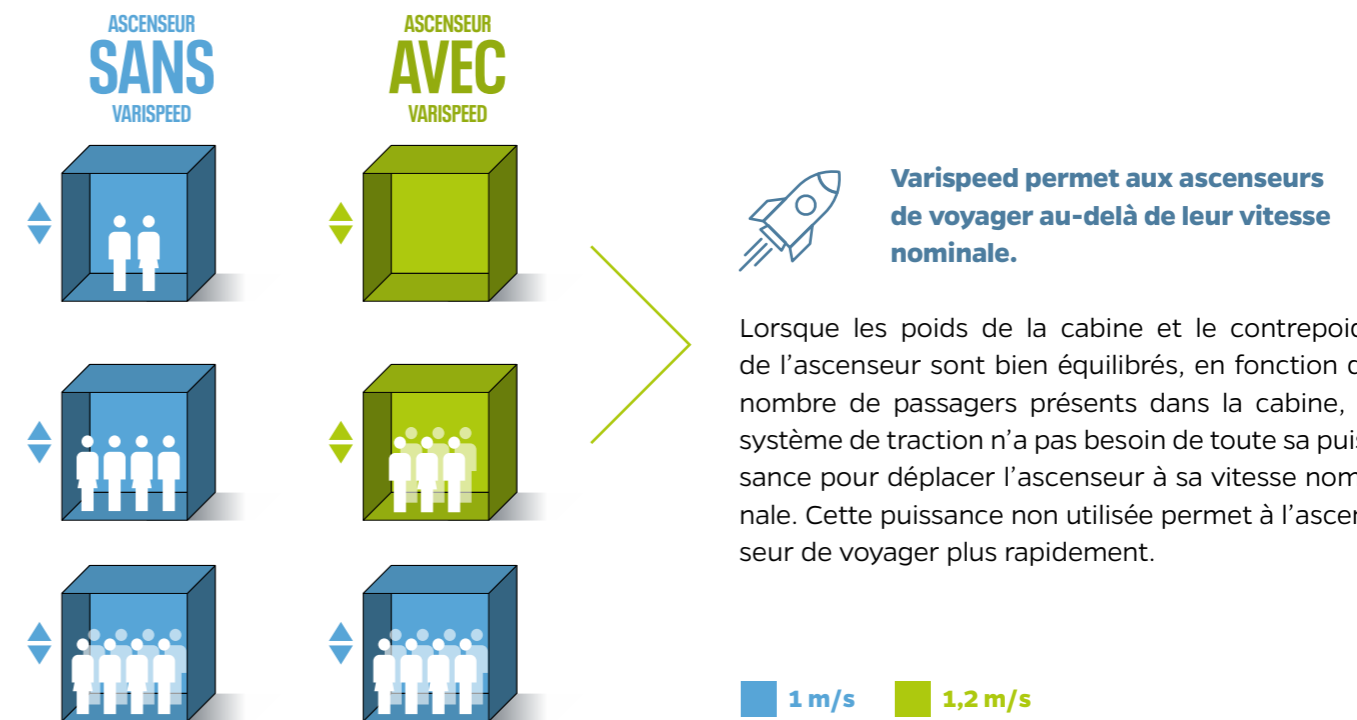 ASCENSEUR
SANS
VARISPEED
ASCENSEUR
AVEC
VARISPEED
Varispeed permet aux ascenseurs
de voyager au-delà de leur vitesse
nominale.
Lorsque les poids de la cabine et le
de l’ascenseur sont bien équilibrés, en fonction
nombre de passagers présents dans la cabine,
système de traction n’a pas besoin de toute sa puis
sance pour déplacer l’ascenseur à sa vitesse nom
nale. Cette puissance non utilisée permet à l’ascen
seur de voyager plus rapidement.
1 m/s
1,2 m/s